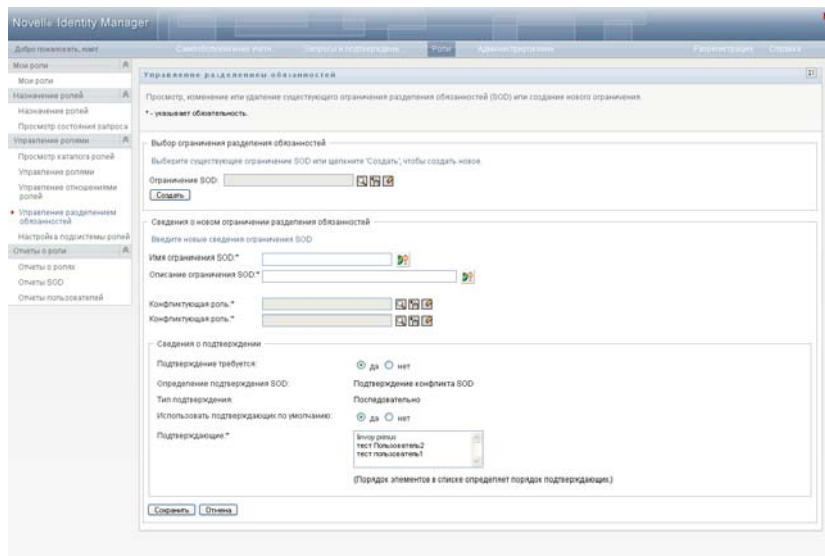 Novell® Identity Manager
Добро пожаловать, поит
Самообслуживание учетн...
Запросы и подтвержден...
Роли
Администрирование
Разрегистрация
Справка
Мои роли
Мои роли
Назначение ролей
Назначение ролей
Просмотр состояния запроса
Управление ролями
Просмотр каталога ролей
Управление ролями
Управление отношениями
ролей
Управление разделением
обязанностей
Настройка подсистемы ролей
Отчеты о роли
Отчеты о ролях
Отчеты SOD
Отчеты пользователей
Управление разделением обязанностей
Просмотр, изменение или удаление существующего ограничения разделения обязанностей (SOD) или создание нового ограничения.
* - указывает обязательность.
Выбор ограничения разделения обязанностей
Выберите существующее ограничение SOD или щелкните 'Создать', чтобы создать новое.
Ограничение SOD:
Создать
Сведения о новом ограничении разделения обязанностей
Введите новые сведения ограничения SOD
Имя ограничения SOD:*
Описание ограничения SOD:*
Конфликтующая роль:*
Конфликтующая роль:*
Сведения о подтверждении
Подтверждение требуется: да нет
Определение подтверждения SOD: Подтверждение конфликта SOD
Тип подтверждения: Последовательно
Использовать подтверждающих по умолчанию: да нет
Подтверждающие:*
linvoy primus
тест Пользователь2
тест пользователь1
(Порядок элементов в списке определяет порядок подтверждающих.)
Сохранить Отмена